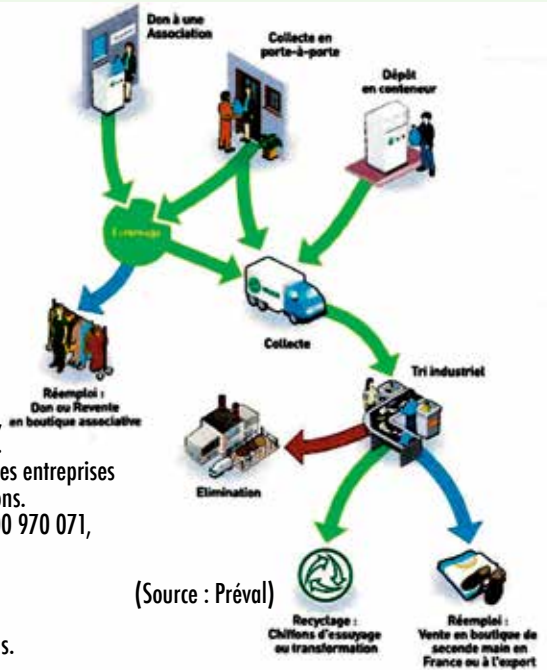 Don à une
Association
Collecte en
porte-à-porte
Dépôt
en conteneur
Ecrémage
Collecte
Réemploi :
Don ou Revente
en boutique associative
Tri industriel
Elimination
es entreprises
ons.
00 970 071,
(Source : Préval)
s.
Recyclage :
Chiffons d'essuyage
ou transformation
Réemploi :
Vente en boutique de
seconde main en
France ou à l'export